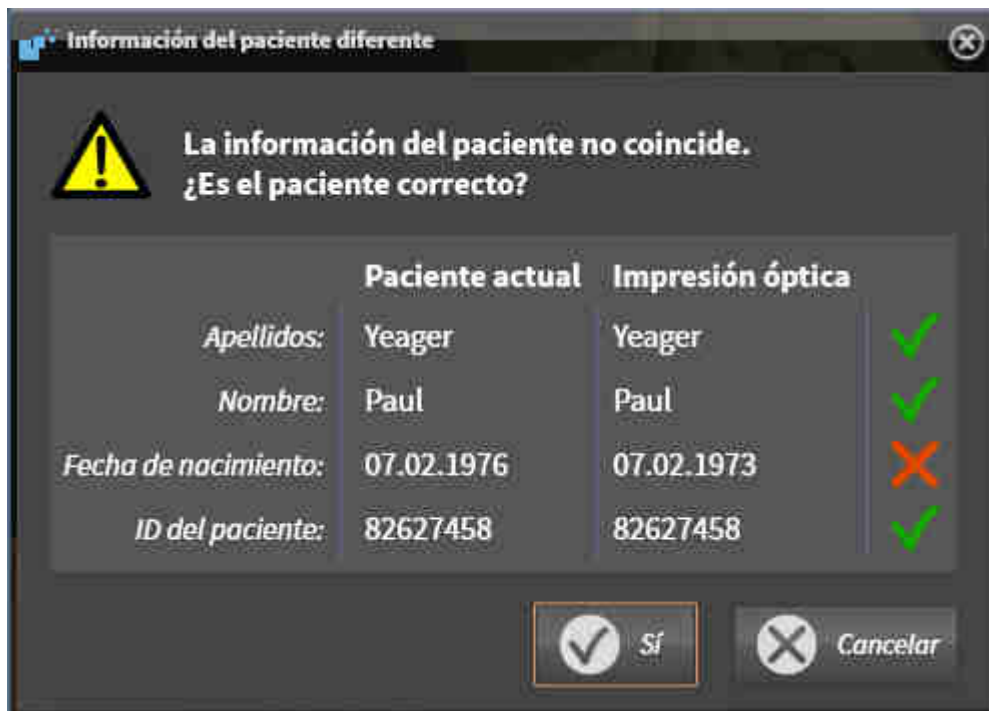 Información del paciente diferente
La información del paciente no coincide.
¿Es el paciente correcto?
Paciente actual Impresión óptica
Apellidos: Yeager Yeager
Nombre: Paul Paul
Fecha de nacimiento: 07.02.1976 07.02.1973
ID del paciente: 82627458 82627458
Sí Cancelar